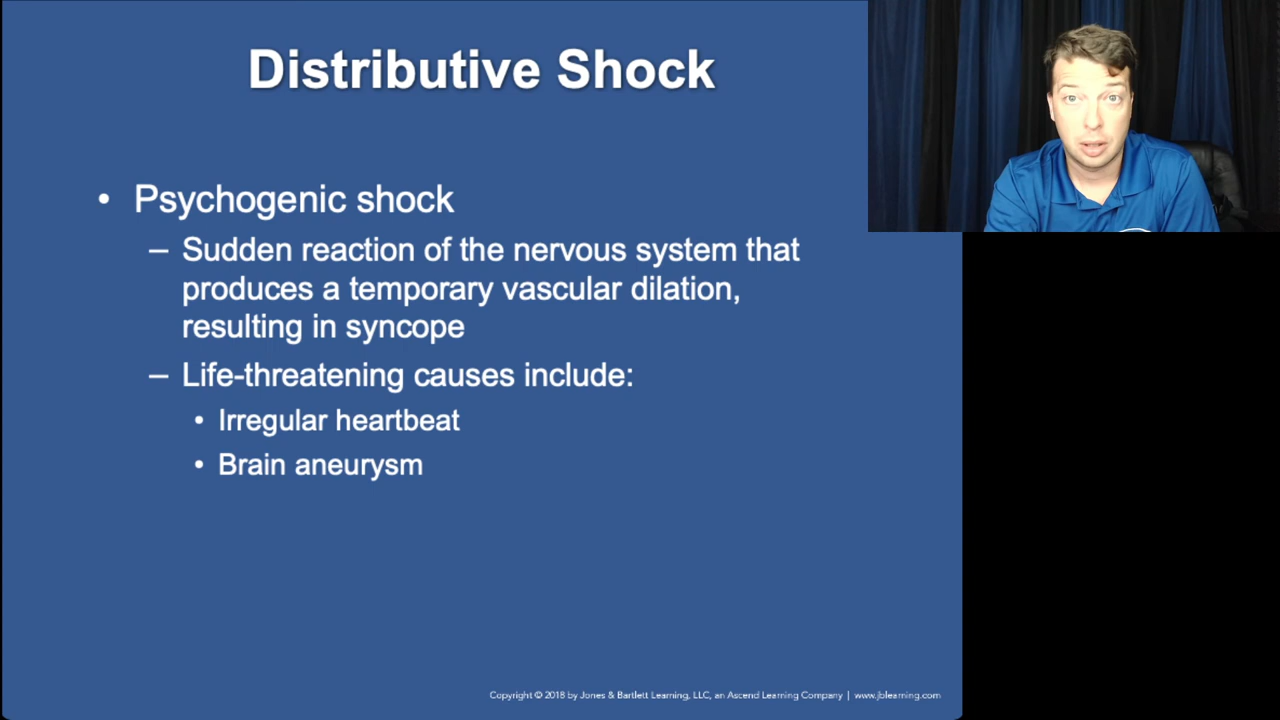 Distributive Shock
• Psychogenic shock
– Sudden reaction of the nervous system that
produces a temporary vascular dilation,
resulting in syncope
– Life-threatening causes include:
• Irregular heartbeat
• Brain aneurysm
Copyright © 2018 by Jones & Bartlett Learning, LLC, an Ascend Learning Company | www.jblearning.com